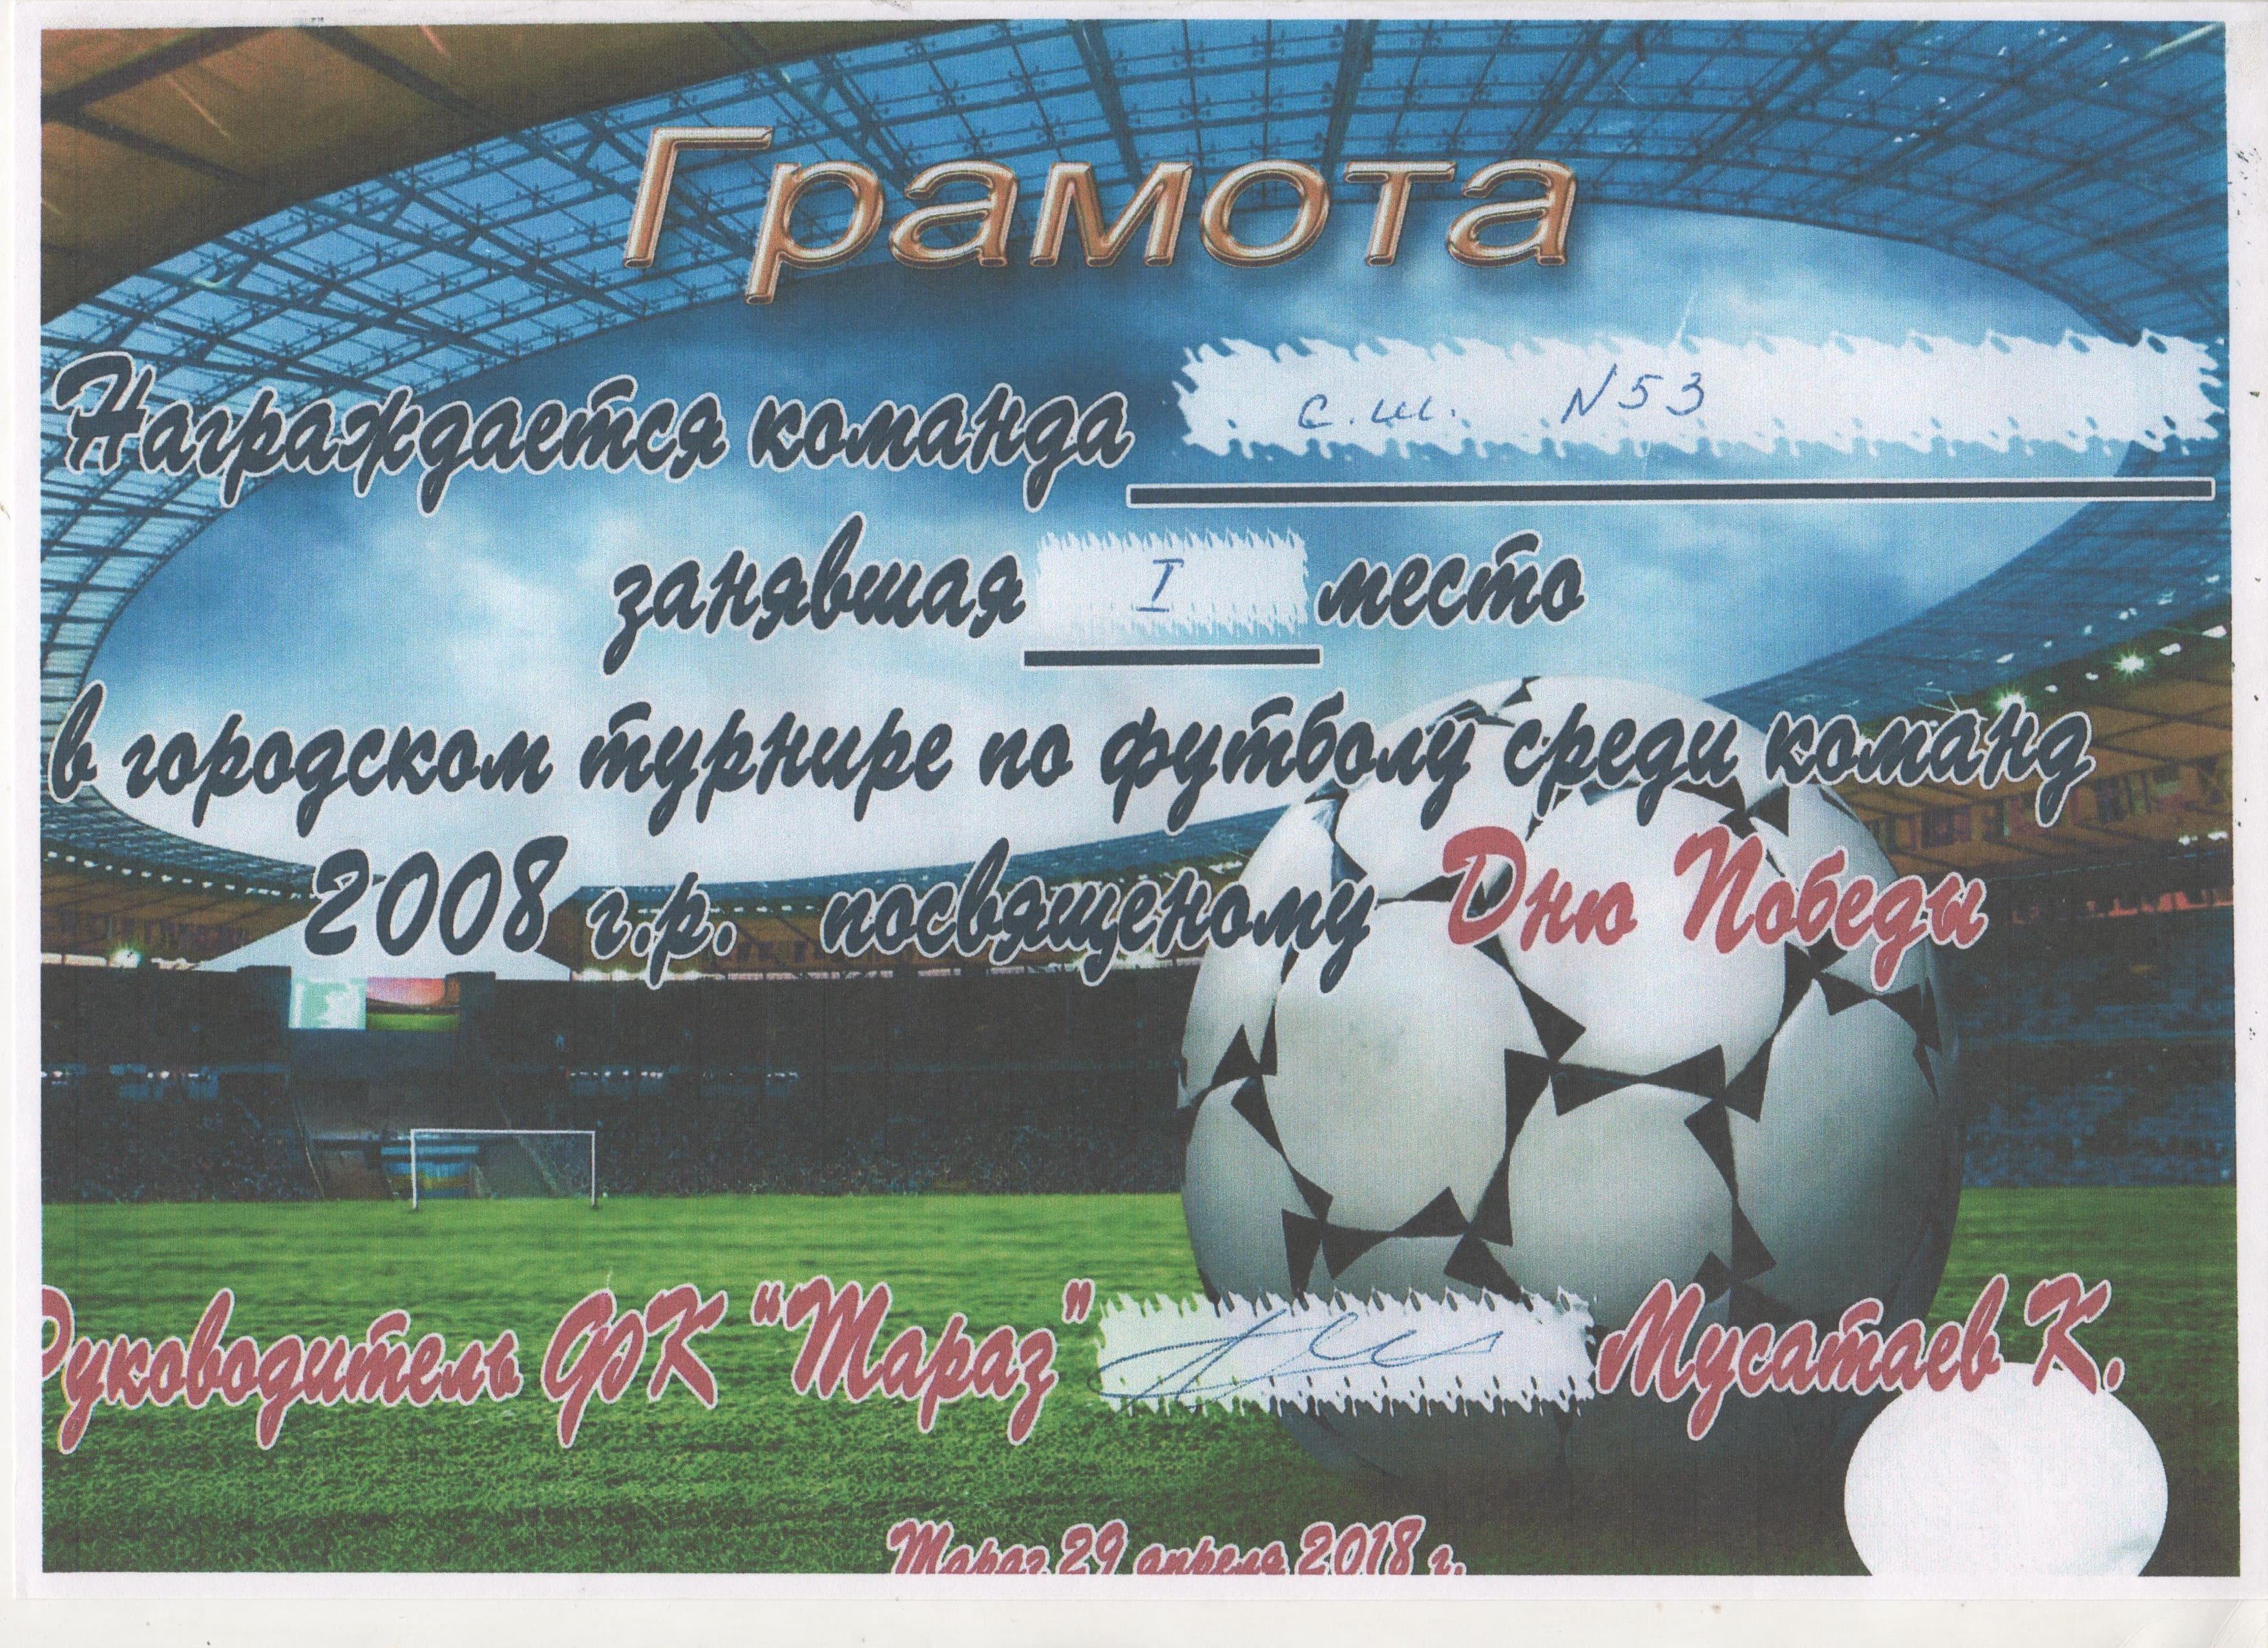 Грамота
Награждается команда с.ш. N53
занявшая I место
в городском турнире по футболу среди команд
2008 г.р. посвященому Дню Победы
Руководитель ФК "Тараз" Мусатаев К.
Тараз 29 апреля 2018 г.